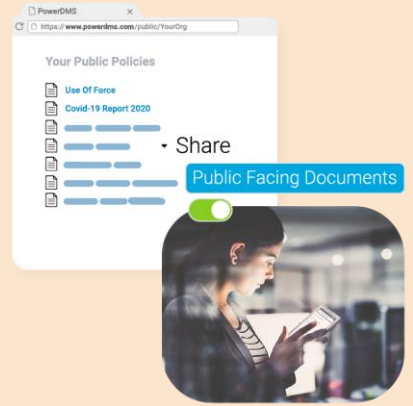 PowerDMS
https://www.powerdms.com/public/YourOrg
Your Public Policies
Use Of Force
Covid-19 Report 2020
Share
Public Facing Documents